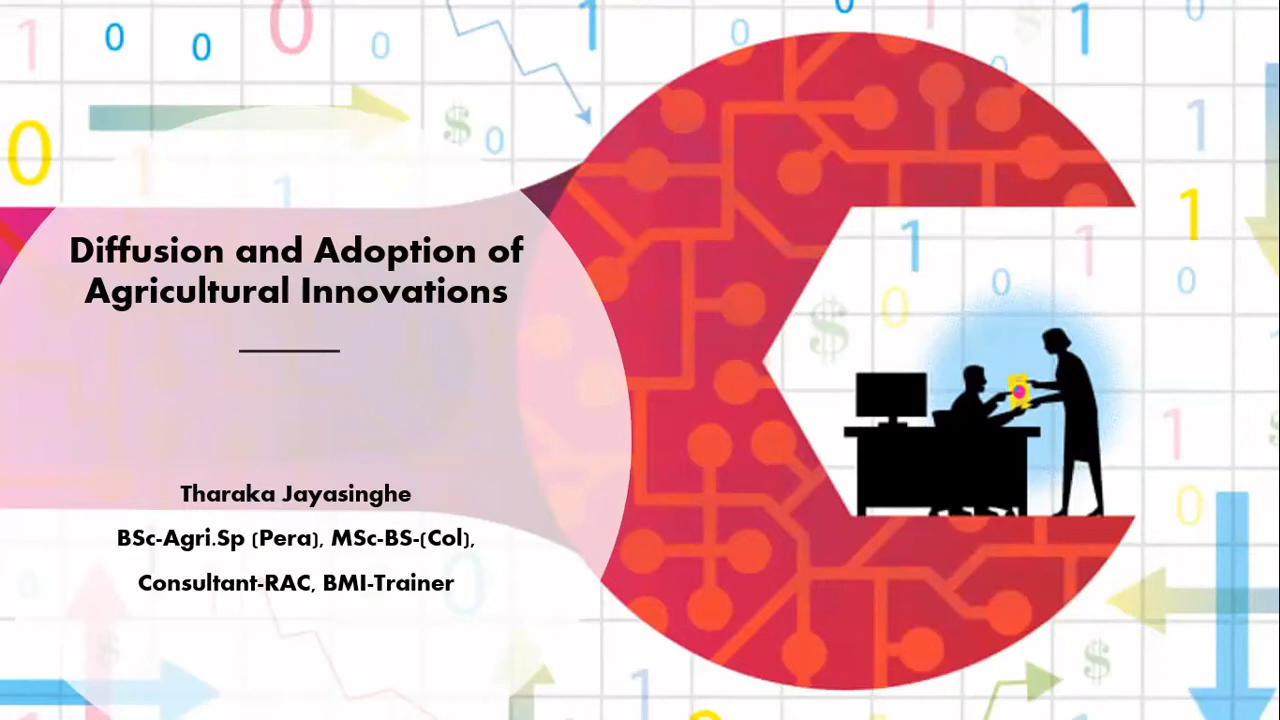 Diffusion and Adoption of
Agricultural Innovations
Tharaka Jayasinghe
BSc-Agri.Sp (Pera), MSc-BS-(Col),
Consultant-RAC, BMI-Trainer